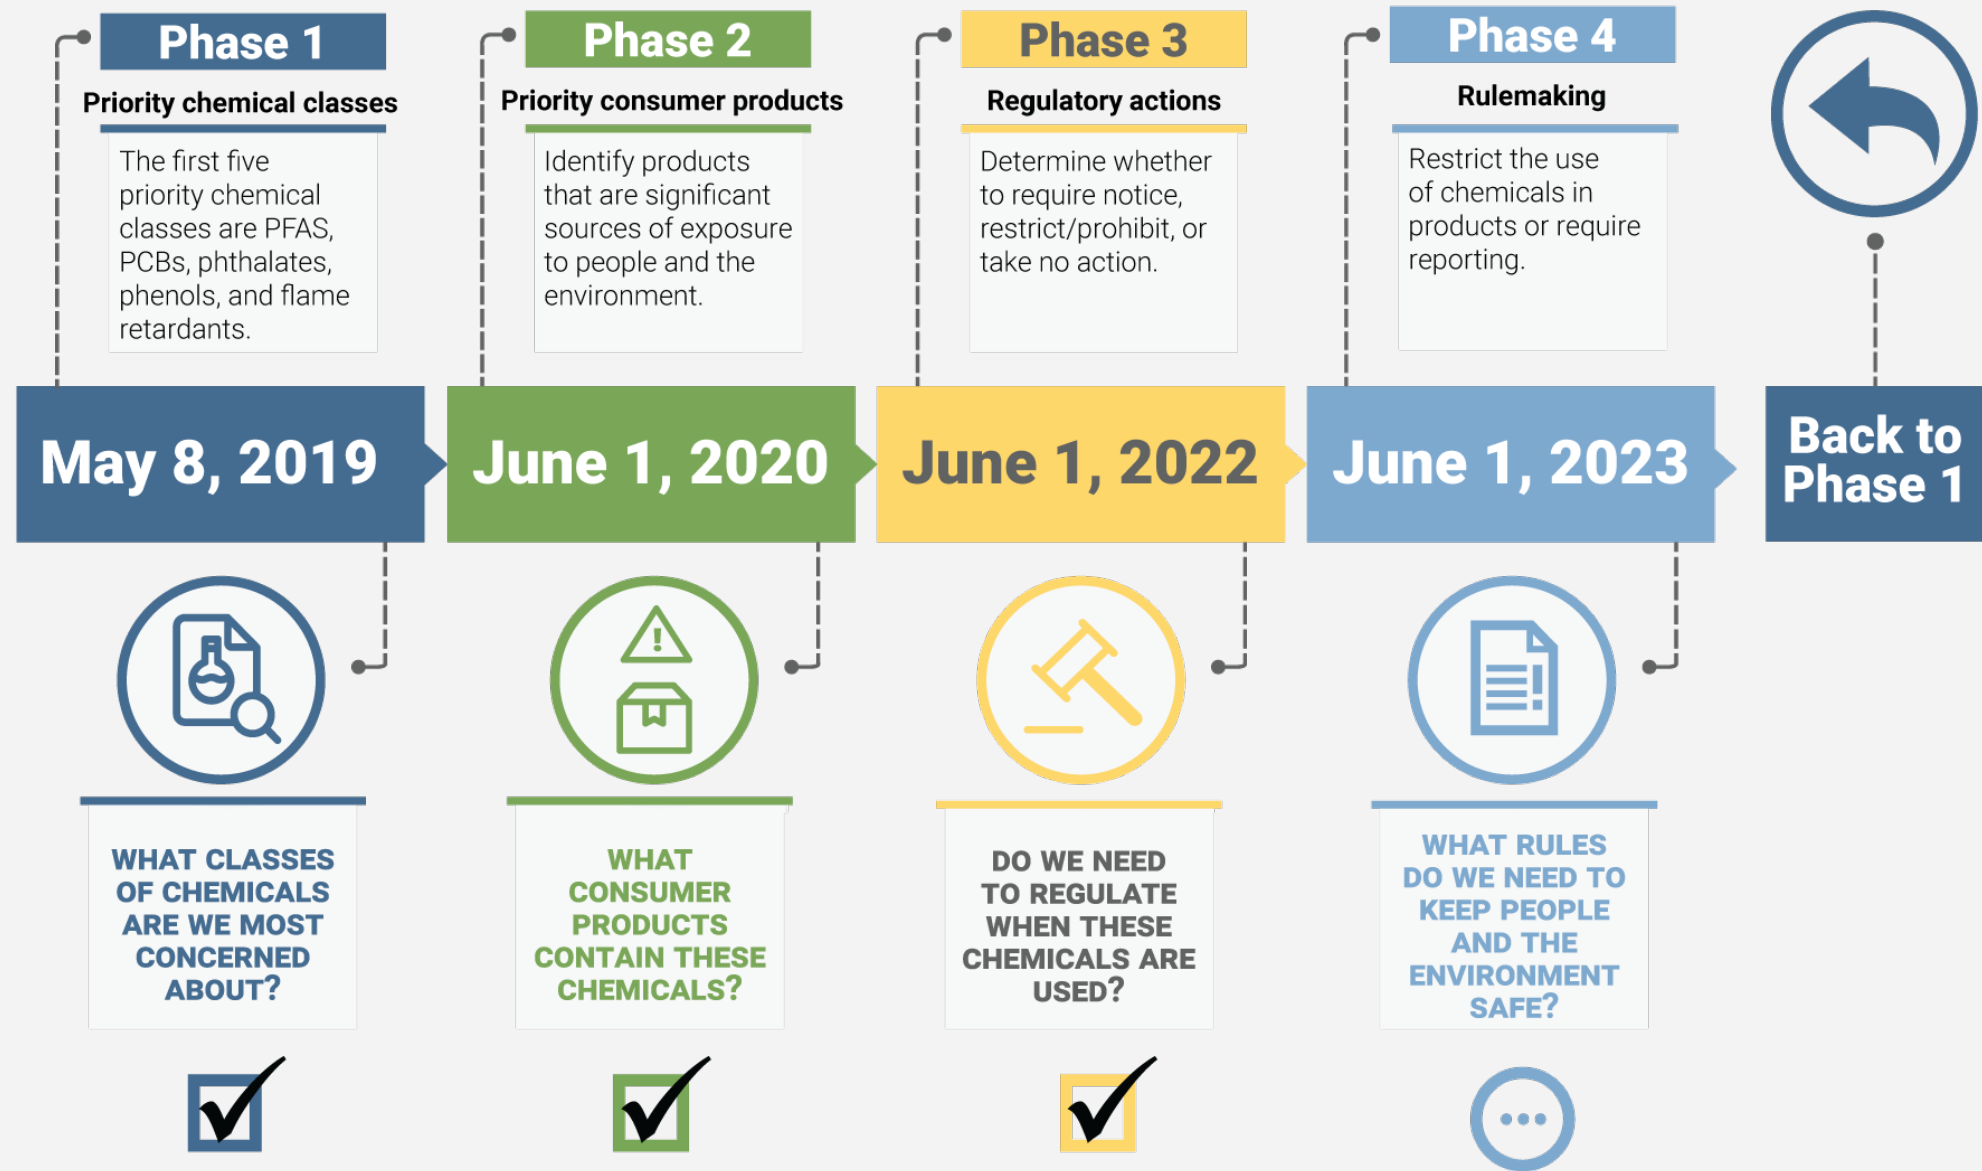 Phase 1
Priority chemical classes
The first five
priority chemical
classes are PFAS,
PCBs, phthalates,
phenols, and flame
retardants.
May 8, 2019
WHAT CLASSES
OF CHEMICALS
ARE WE MOST
CONCERNED
ABOUT?
Phase 2
Priority consumer products
Identify products
that are significant
sources of exposure
to people and the
environment.
June 1, 2020
WHAT
CONSUMER
PRODUCTS
CONTAIN THESE
CHEMICALS?
Phase 3
Regulatory actions
Determine whether
to require notice,
restrict/prohibit, or
take no action.
June 1, 2022
DO WE NEED
TO REGULATE
WHEN THESE
CHEMICALS ARE
USED?
Phase 4
Rulemaking
Restrict the use
of chemicals in
products or require
reporting.
June 1, 2023
WHAT RULES
DO WE NEED TO
KEEP PEOPLE
AND THE
ENVIRONMENT
SAFE?
Back to
Phase 1